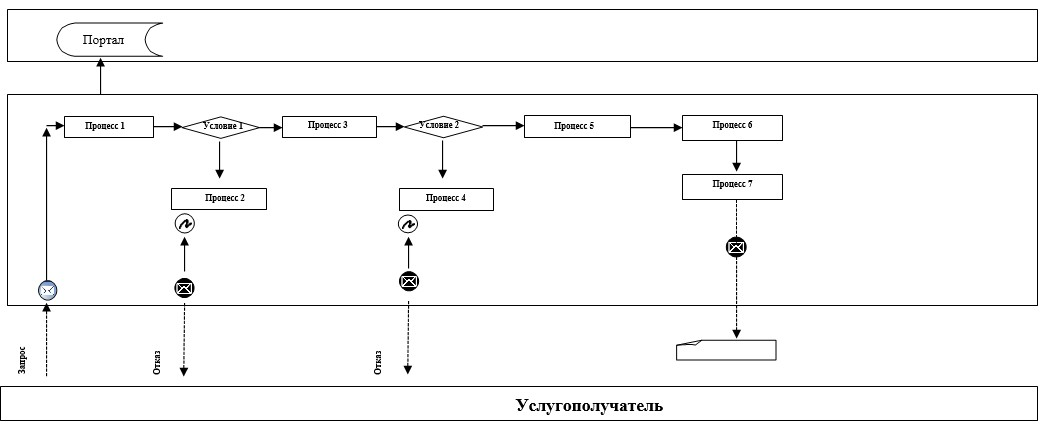 Портал
Процесс 1
Условие 1
Процесс 3
Условие 2
Процесс 5
Процесс 6
Процесс 2
Процесс 4
Процесс 7
Запрос
Отказ
Отказ
Услугополучатель